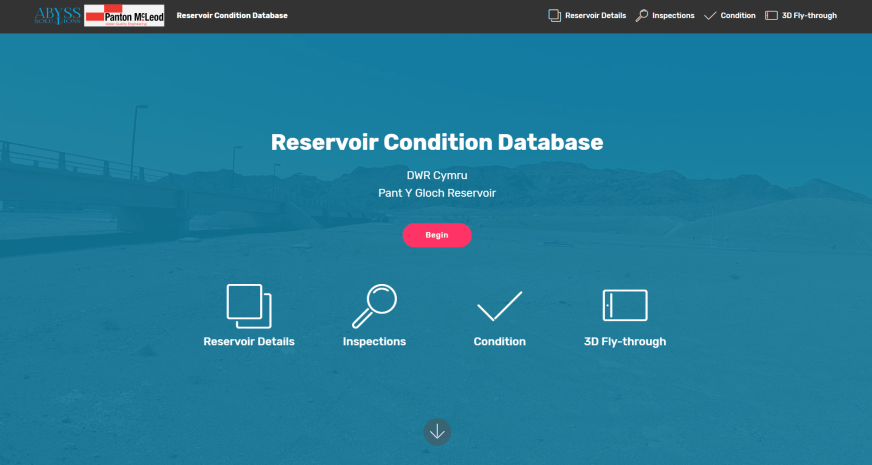 ABYSS
SOLUTIONS
Panton McLeod
Reservoir Condition Database
Reservoir Details
Inspections
Condition
3D Fly-through
Reservoir Condition Database
DWR Cymru
Pant Y Gloch Reservoir
Begin
Reservoir Details
Inspections
Condition
3D Fly-through